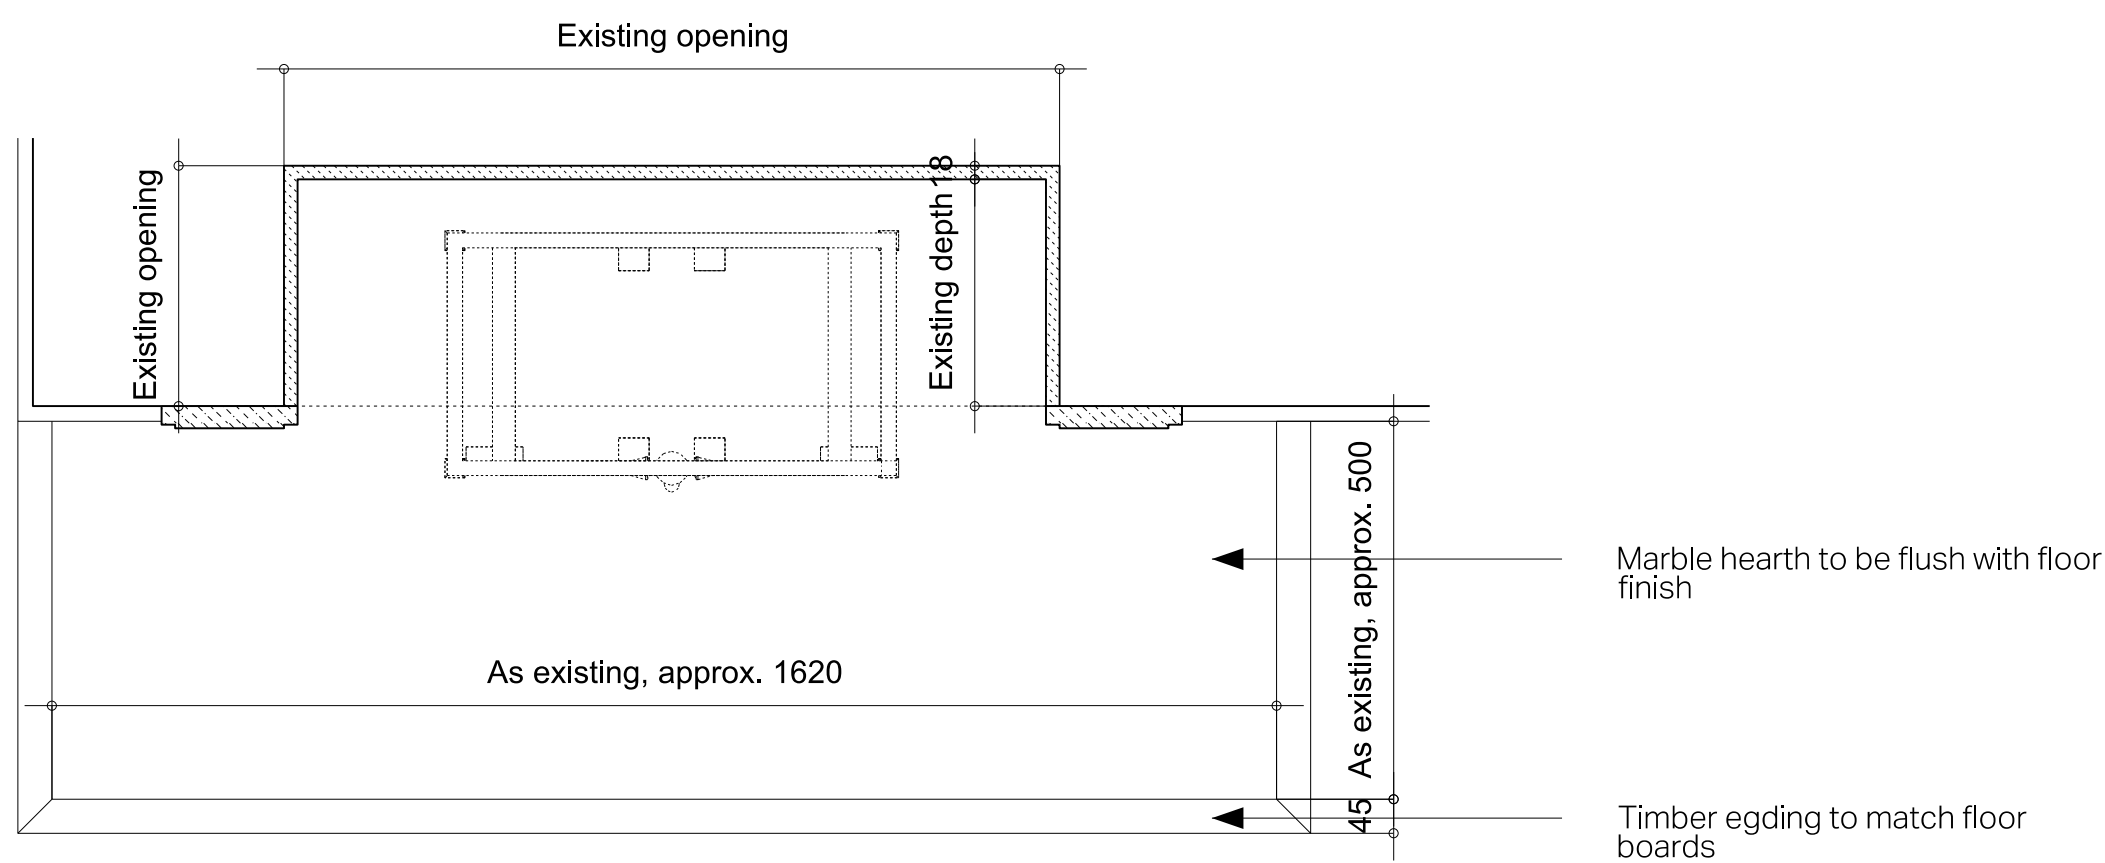 Existing opening
Existing opening
Existing depth 18
As existing, approx. 500
Marble hearth to be flush with floor
finish
As existing, approx. 1620
45
Timber egding to match floor
boards